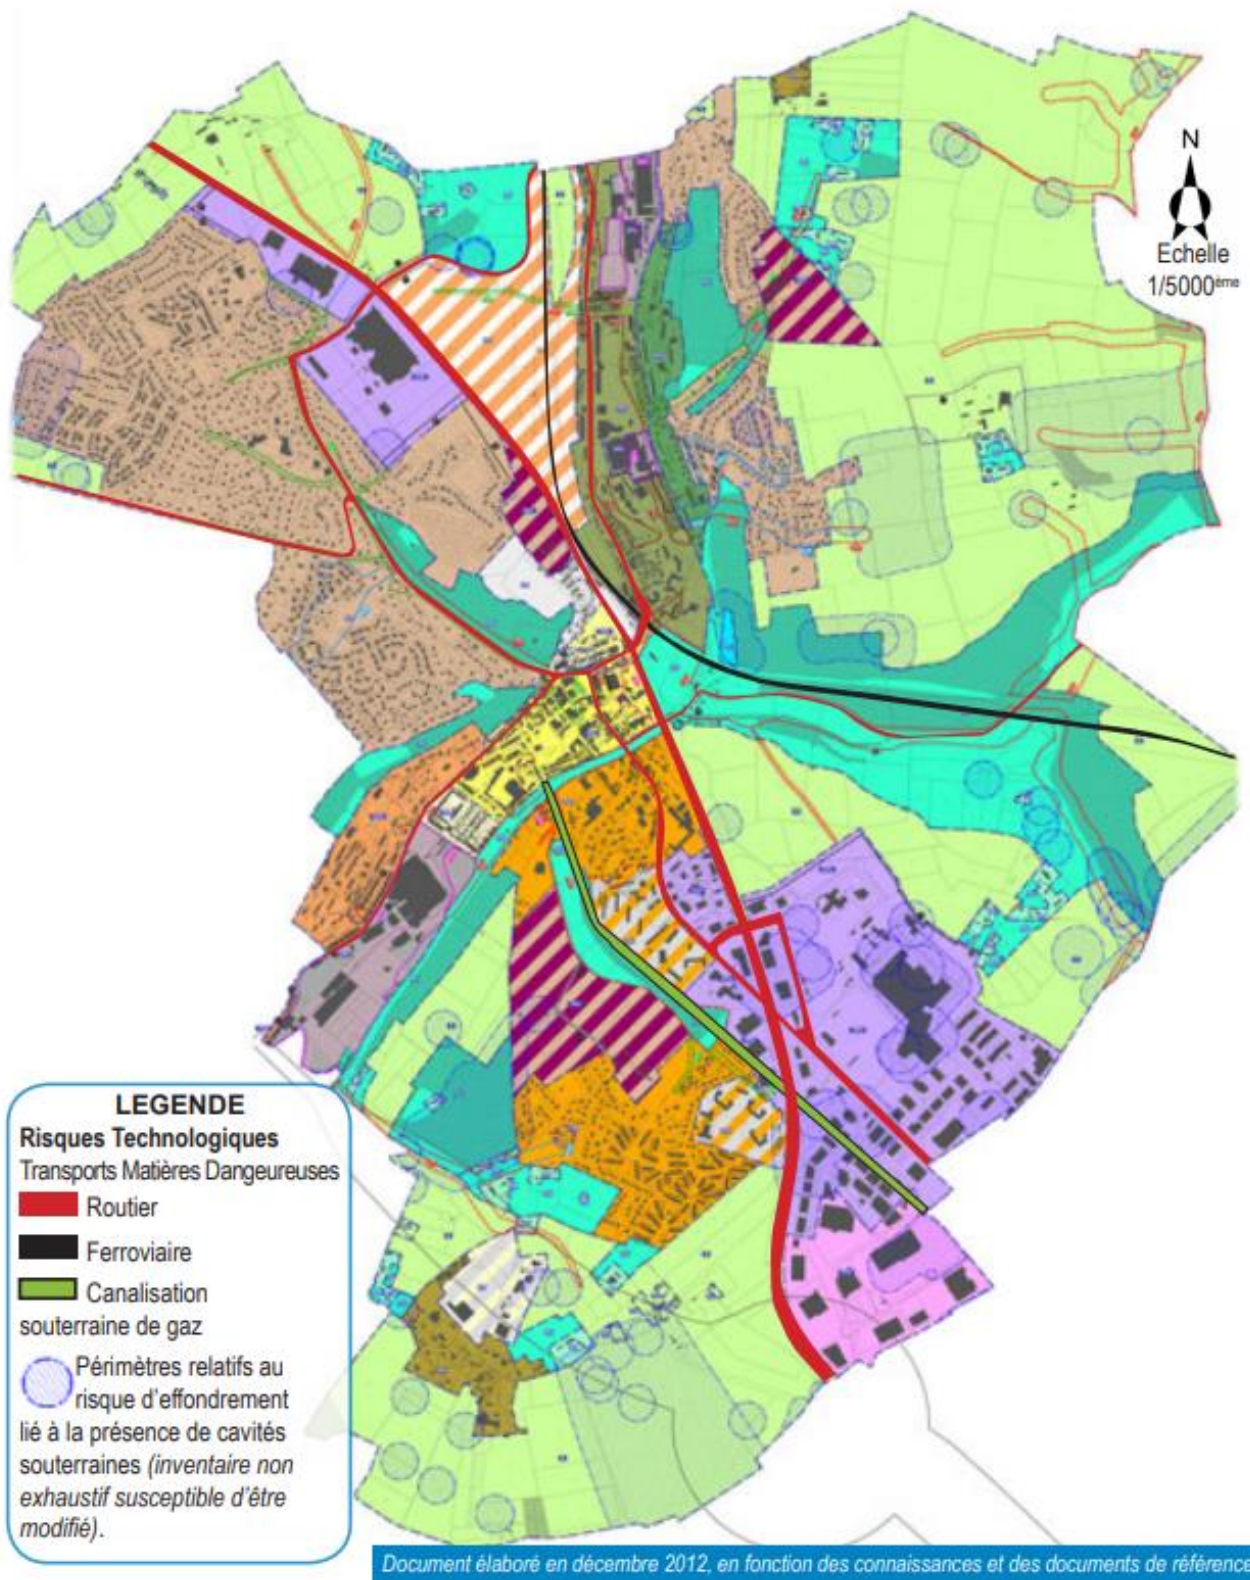 N
Echelle
1/5000ème
LEGENDE
Risques Technologiques
Transports Matières Dangeureuses
Routier
Ferroviaire
Canalisation
souterraine de gaz
Périmètres relatifs au
risque d'effondrement
lié à la présence de cavités
souterraines (inventaire non
exhaustif susceptible d'être
modifié).
Document élaboré en décembre 2012, en fonction des connaissances et des documents de référence